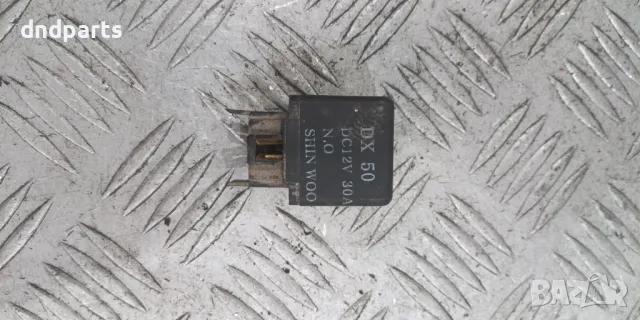 dndparts
DX 50
DC12V 30A
N.O
SHIN WOO
BAZAR